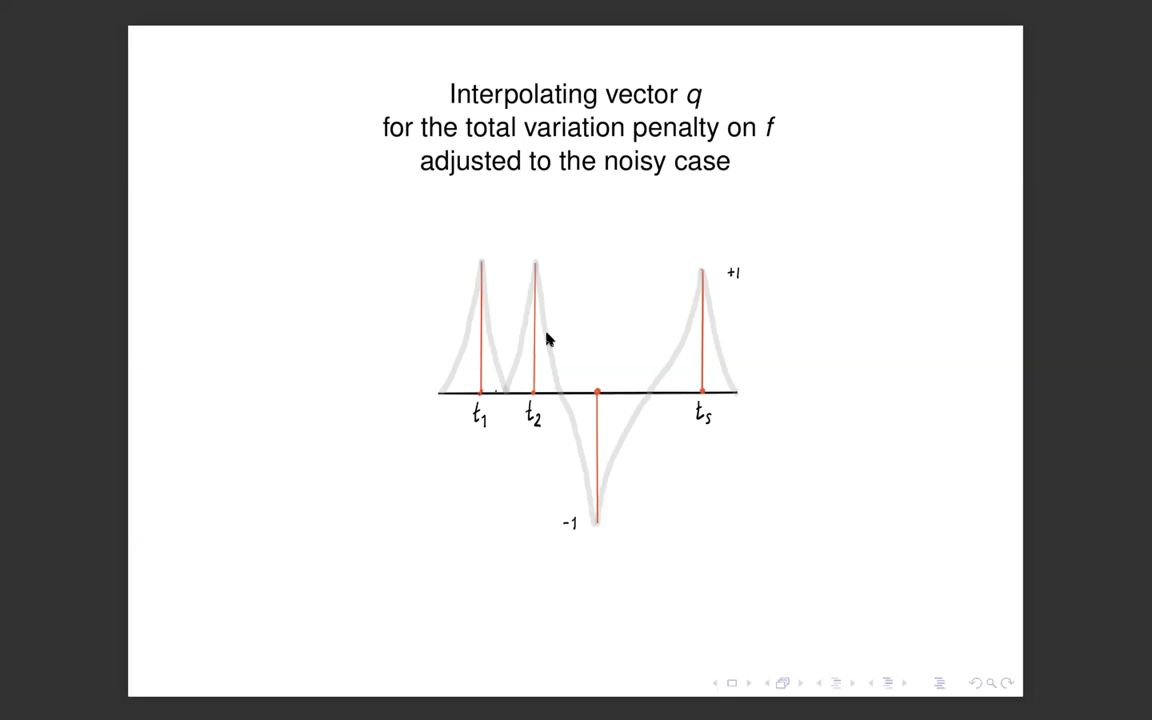 Interpolating vector q
for the total variation penalty on f
adjusted to the noisy case
+1
t1 t2 ts
-1